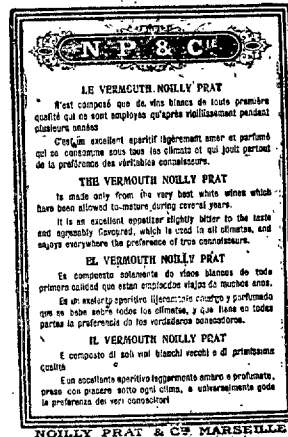 N. P. & CIE
LE VERMOUTH NOILLY PRAT
N'est composé que de vins blancs de toute première
qualité qui ne sont employés qu'après vieillissement pendant
plusieurs années
C'est un excellent aperitif légèrement amer et parfumé
qui se consomme sous tous les climats et qui jouit partout
de la préférence des véritables connaisseurs.
THE VERMOUTH NOILLY PRAT
Is made only from the very best white wines which
have been allowed to mature during several years.
It is an excellent appetizer slightly bitter to the taste
and agreeably flavoured, which is used in all climates, and
enjoys everywhere the preference of true connaisseurs.
EL VERMOUTH NOILLY PRAT
Es compuesto solamente de vinos blancos de toda
primera calidad que estan empleados viejos de muchos anos.
Es un aperitivo ligeramente y perfumado
que se bebe sobre todos los climates, y que tiene en todas
partes la preferencia de los verdaderos
IL VERMOUTH NOILLY PRAT
E composto di soli vini bianchi vecchi e di primissima
qualità
E un eccellente aperitivo leggermente amaro e profumato,
preso con piacere sotto ogni clima, e universalmente gode
la preferenza dei veri conoscitori
NOILLY PRAT & CIE MARSEILLE